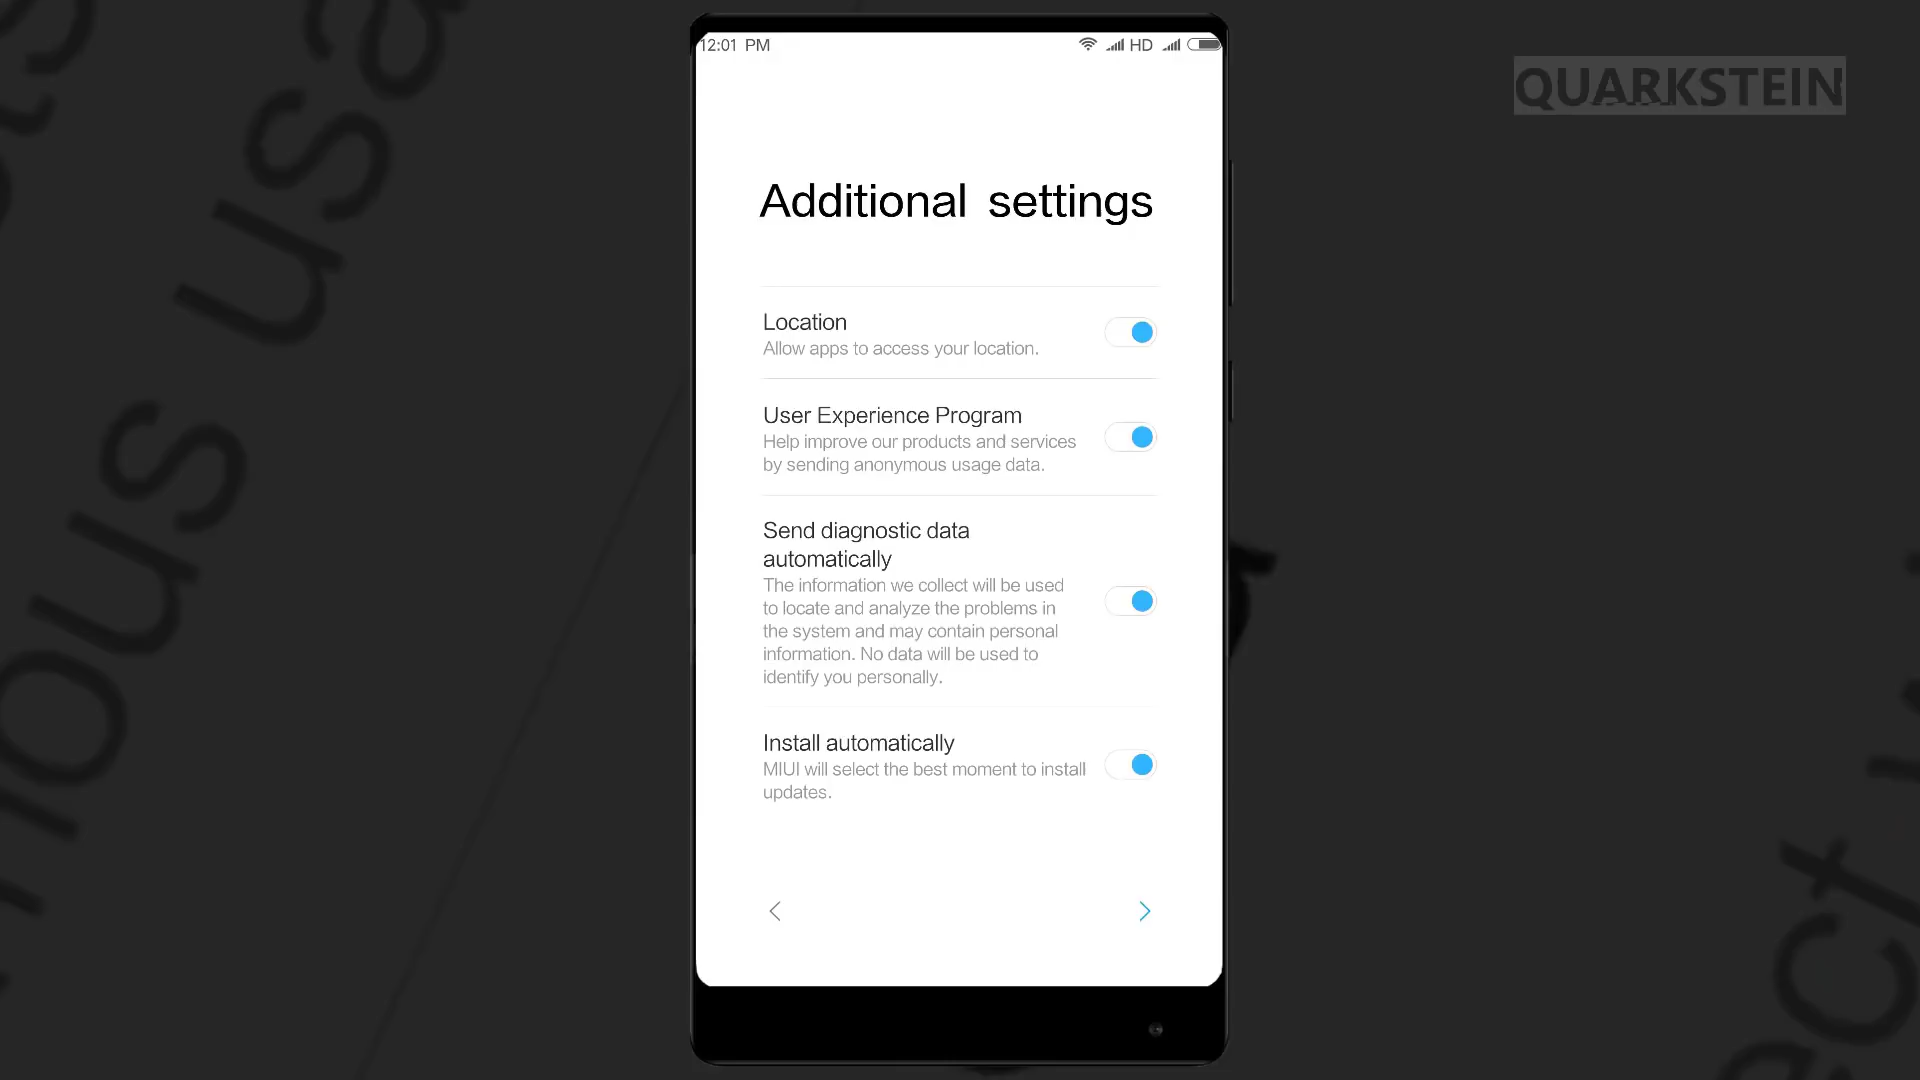 12:01 PM
HD
QUARKSTEIN
Additional settings
Location
Allow apps to access your location.
User Experience Program
Help improve our products and services
by sending anonymous usage data.
Send diagnostic data
automatically
The information we collect will be used
to locate and analyze the problems in
the system and may contain personal
information. No data will be used to
identify you personally.
Install automatically
MIUI will select the best moment to install
updates.